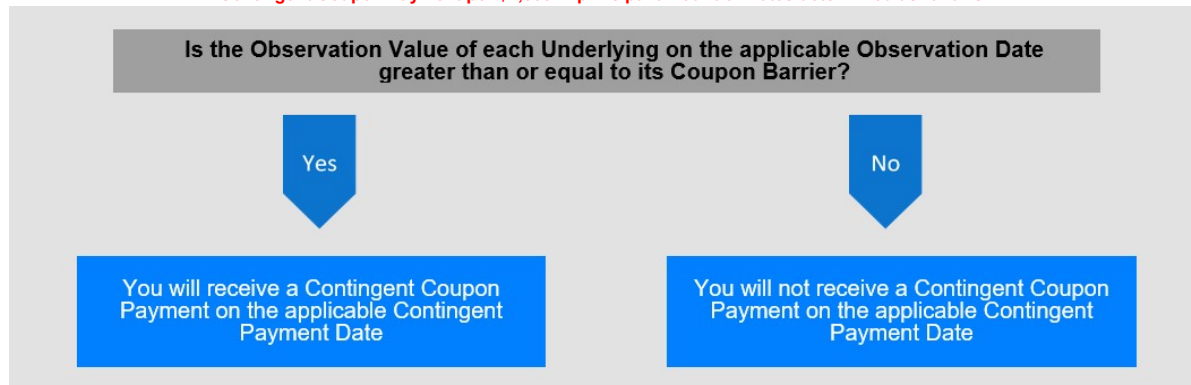 Is the Observation Value of each Underlying on the applicable Observation Date
greater than or equal to its Coupon Barrier?
Yes
No
You will receive a Contingent Coupon
Payment on the applicable Contingent
Payment Date
You will not receive a Contingent Coupon
Payment on the applicable Contingent
Payment Date